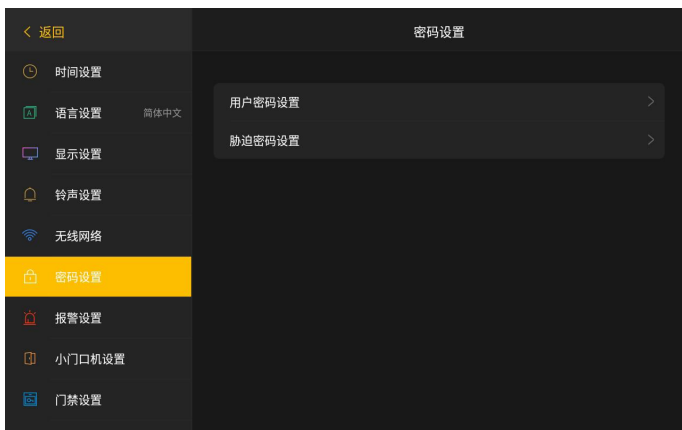 返回
密码设置
时间设置
语言设置 简体中文
显示设置
铃声设置
无线网络
密码设置
报警设置
小门口机设置
门禁设置
用户密码设置
胁迫密码设置